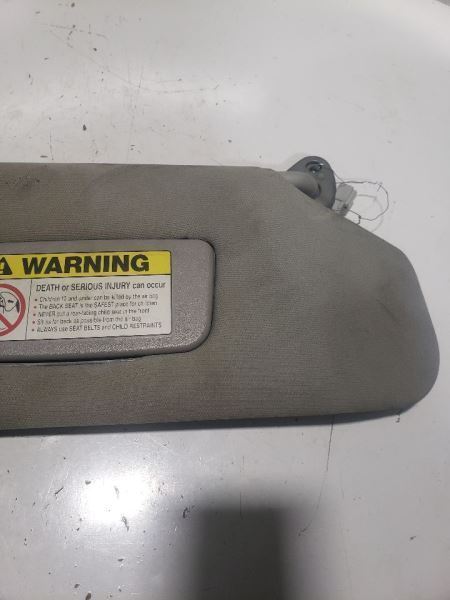 WARNING
DEATH or SERIOUS INJURY can occur
• Children 12 and under can be killed by the air bag
• The BACK SEAT is the SAFEST place for children
• NEVER put a rear-facing child seat in the front
• Sit as far back as possible from the air bag
• ALWAYS use SEAT BELTS and CHILD RESTRAINTS